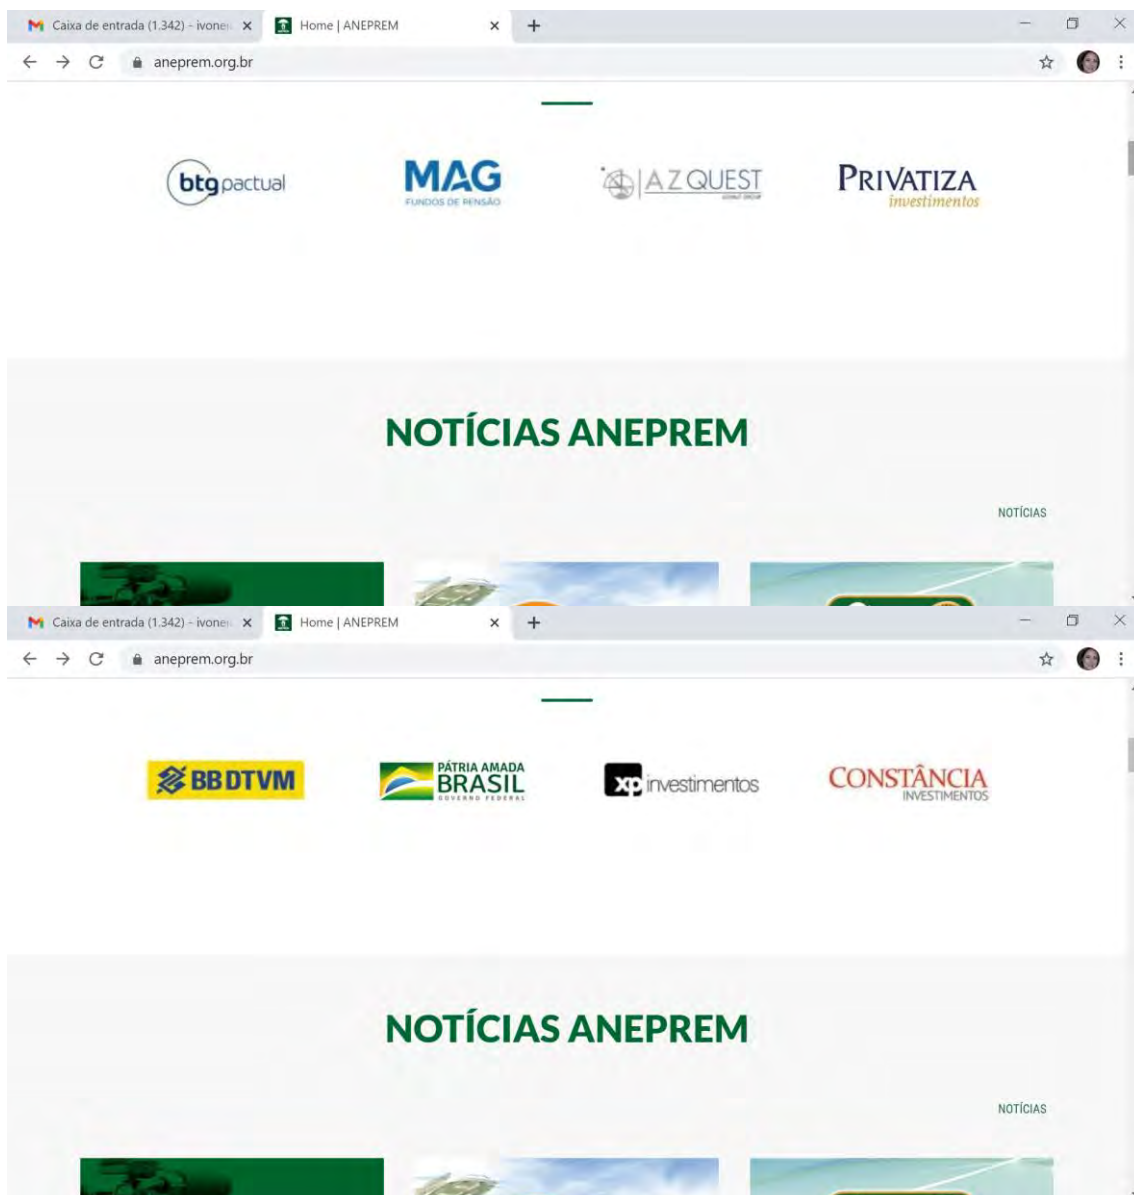 Caixa de entrada (1.342) - ivone
Home | ANEPREM
aneprem.org.br
btgpactual
MAG
FUNDOS DE PENSÃO
AZ QUEST
PRIVATIZA
investimentos
NOTÍCIAS ANEPREM
NOTÍCIAS
Caixa de entrada (1.342) - ivone
Home | ANEPREM
aneprem.org.br
BB DTVM
PÁTRIA AMADA
BRASIL
GOVERNO FEDERAL
xp investimentos
CONSTÂNCIA
INVESTIMENTOS
NOTÍCIAS ANEPREM
NOTÍCIAS